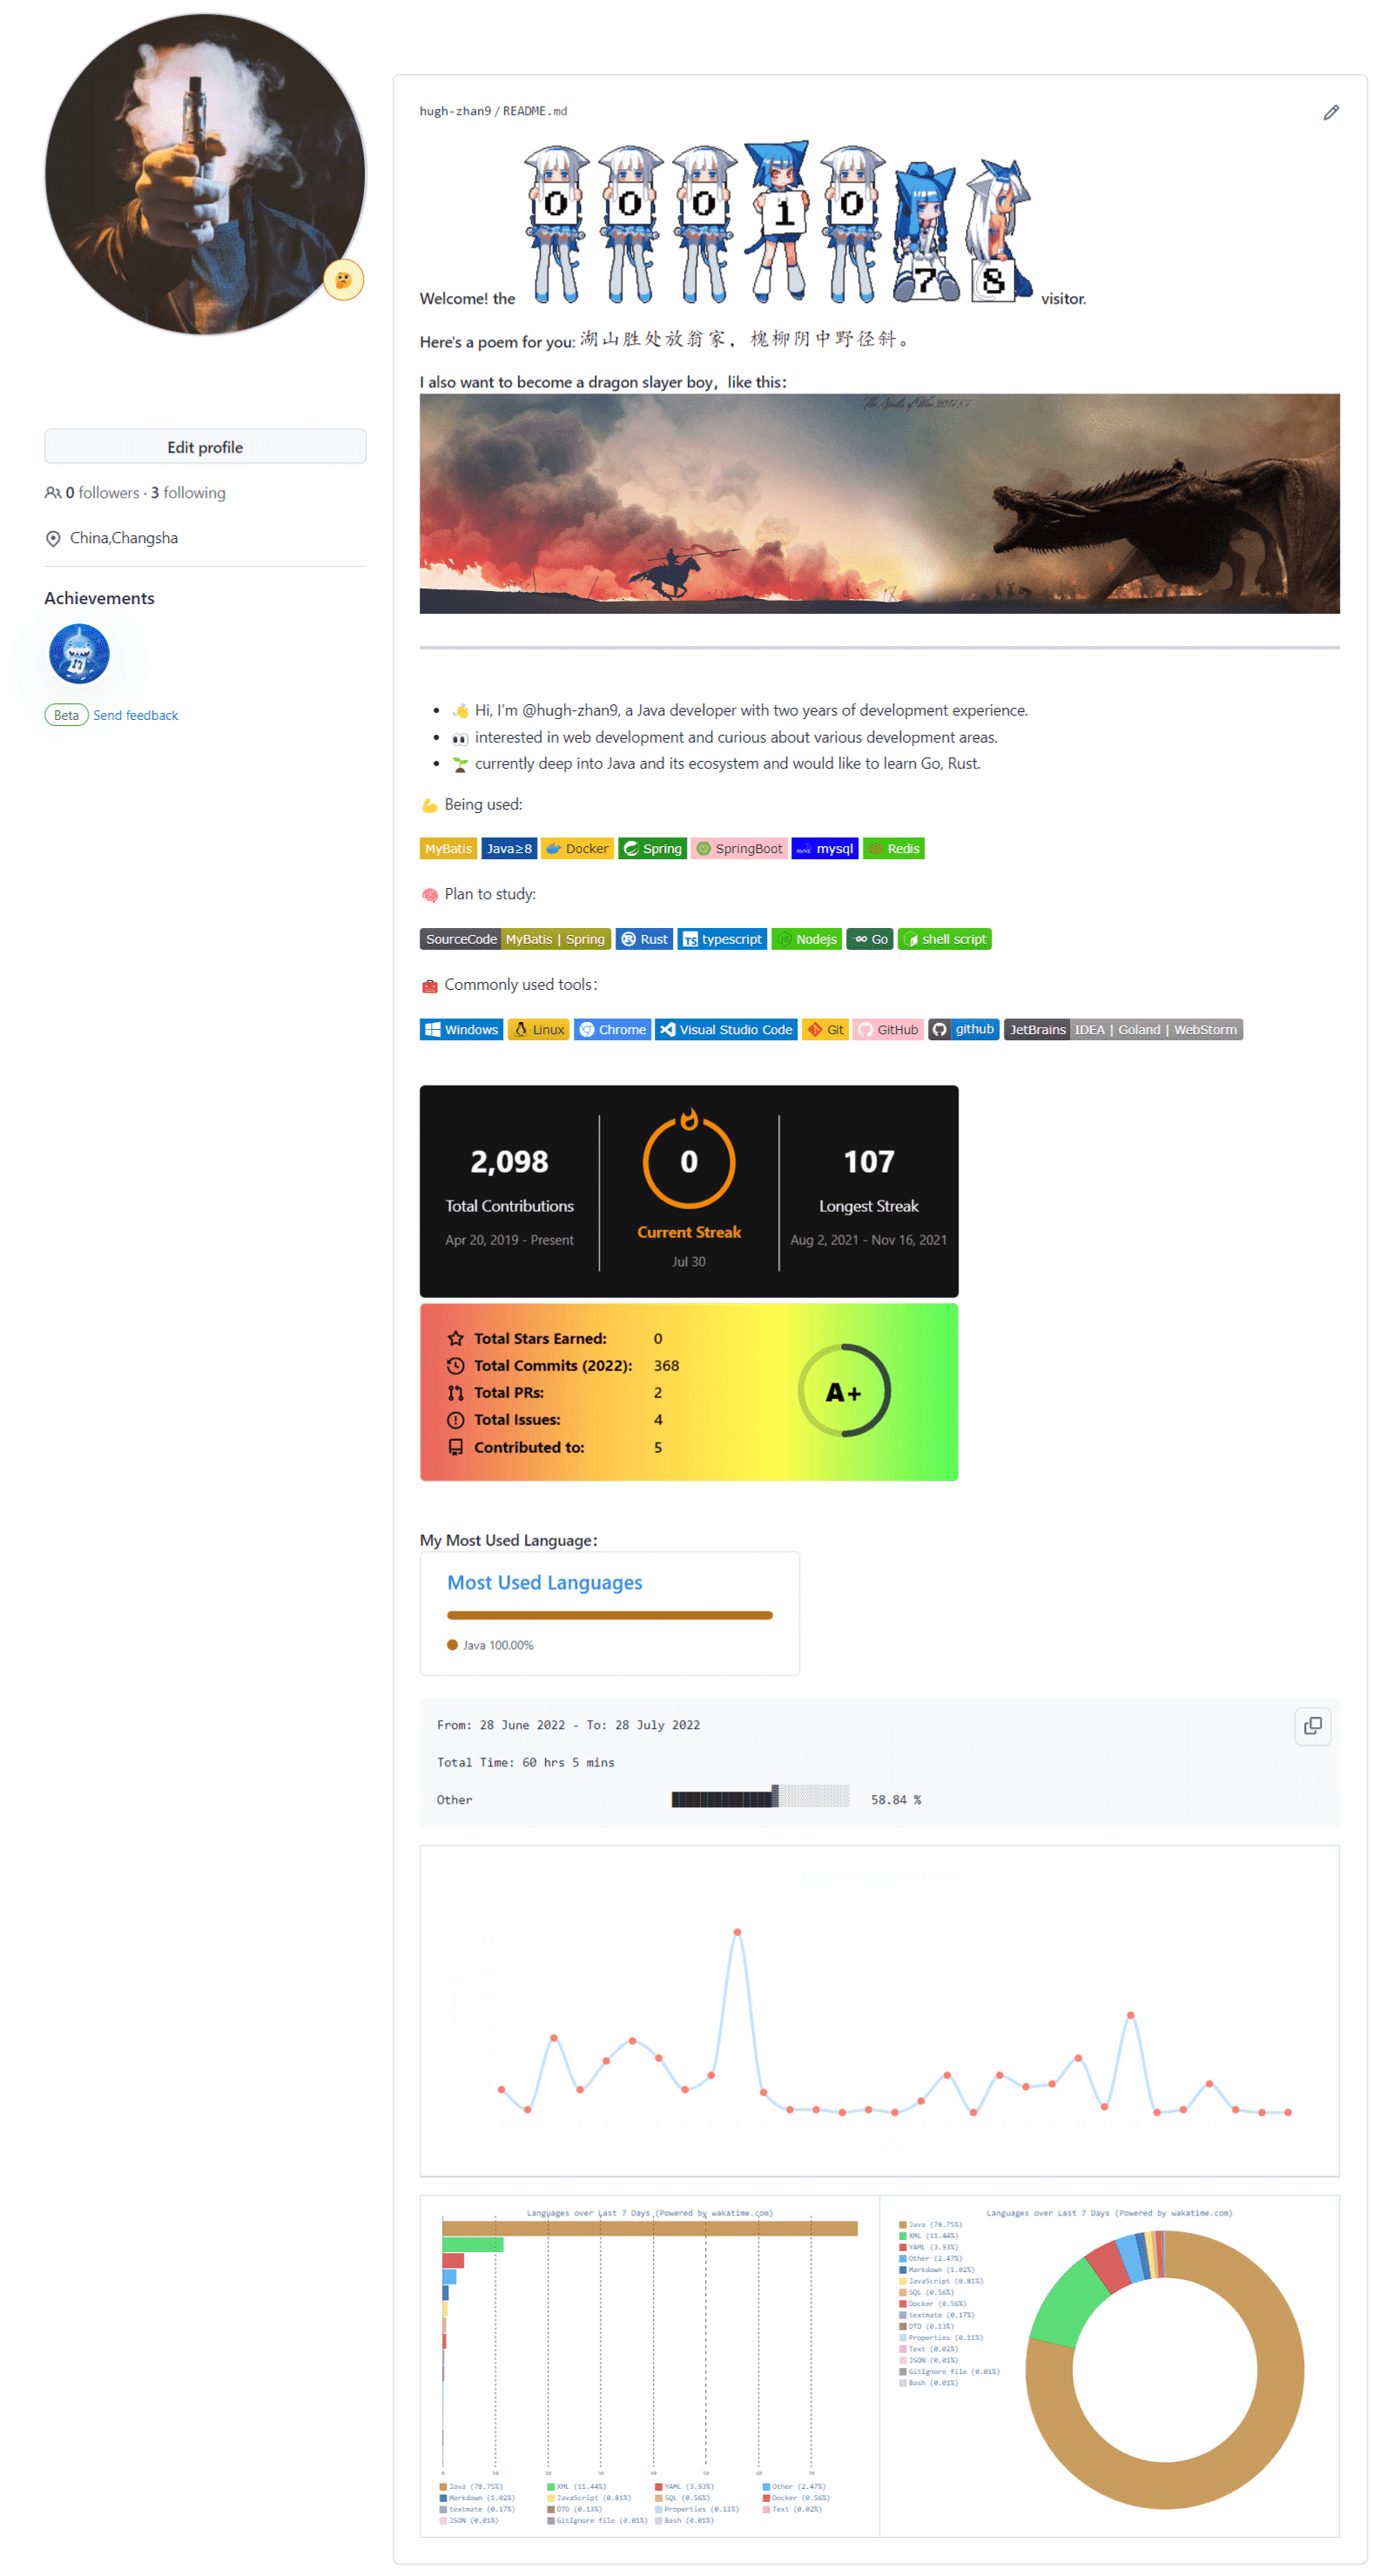 hugh-zhan9 / README.md
0 0 0 1 0 7 8
Welcome! the visitor.
Here's a poem for you: 湖山胜处放翁家，槐柳阴中野径斜。
I also want to become a dragon slayer boy，like this：
Edit profile
0 followers · 3 following
China,Changsha
Achievements
Beta Send feedback
Hi, I'm @hugh-zhan9, a Java developer with two years of development experience.
interested in web development and curious about various development areas.
currently deep into Java and its ecosystem and would like to learn Go, Rust.
Being used:
MyBatis Java≥8 Docker Spring SpringBoot mysql Redis
Plan to study:
SourceCode MyBatis | Spring Rust TS typescript Nodejs GO Go shell script
Commonly used tools：
Windows Linux Chrome Visual Studio Code Git GitHub github JetBrains IDEA | Goland | WebStorm
2,098 0 107
Total Contributions Current Streak Longest Streak
Apr 20, 2019 - Present Jul 30 Aug 2, 2021 - Nov 16, 2021
Total Stars Earned: 0
Total Commits (2022): 368
Total PRs: 2
Total Issues: 4
Contributed to: 5
A+
My Most Used Language：
Most Used Languages
Java 100.00%
From: 28 June 2022 - To: 28 July 2022
Total Time: 60 hrs 5 mins
Other 58.84 %
Languages over Last 7 Days (Powered by wakatime.com)
0 10 20 30 40 50 60 70
Java (78.75%) XML (11.44%) YAML (3.93%) Other (2.47%)
Markdown (1.02%) JavaScript (0.81%) SQL (0.56%) Docker (0.56%)
textmate (0.17%) DTD (0.13%) Properties (0.11%) Text (0.02%)
JSON (0.01%) GitIgnore file (0.01%) Bash (0.01%)
Languages over Last 7 Days (Powered by wakatime.com)
Java (78.75%)
XML (11.44%)
YAML (3.93%)
Other (2.47%)
Markdown (1.02%)
JavaScript (0.81%)
SQL (0.56%)
Docker (0.56%)
textmate (0.17%)
DTD (0.13%)
Properties (0.11%)
Text (0.02%)
JSON (0.01%)
GitIgnore file (0.01%)
Bash (0.01%)